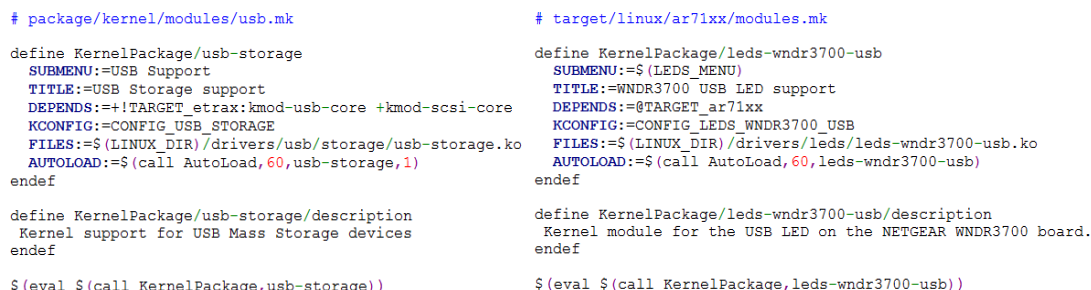 # package/kernel/modules/usb.mk
define KernelPackage/usb-storage
  SUBMENU:=USB Support
  TITLE:=USB Storage support
  DEPENDS:=+!TARGET_etrax:kmod-usb-core +kmod-scsi-core
  KCONFIG:=CONFIG_USB_STORAGE
  FILES:=$(LINUX_DIR)/drivers/usb/storage/usb-storage.ko
  AUTOLOAD:=$(call AutoLoad,60,usb-storage,1)
endef
define KernelPackage/usb-storage/description
 Kernel support for USB Mass Storage devices
endef
$(eval $(call KernelPackage,usb-storage))
# target/linux/ar71xx/modules.mk
define KernelPackage/leds-wndr3700-usb
  SUBMENU:=$(LEDS_MENU)
  TITLE:=WNDR3700 USB LED support
  DEPENDS:=@TARGET_ar71xx
  KCONFIG:=CONFIG_LEDS_WNDR3700_USB
  FILES:=$(LINUX_DIR)/drivers/leds/leds-wndr3700-usb.ko
  AUTOLOAD:=$(call AutoLoad,60,leds-wndr3700-usb)
endef
define KernelPackage/leds-wndr3700-usb/description
 Kernel module for the USB LED on the NETGEAR WNDR3700 board.
endef
$(eval $(call KernelPackage,leds-wndr3700-usb))